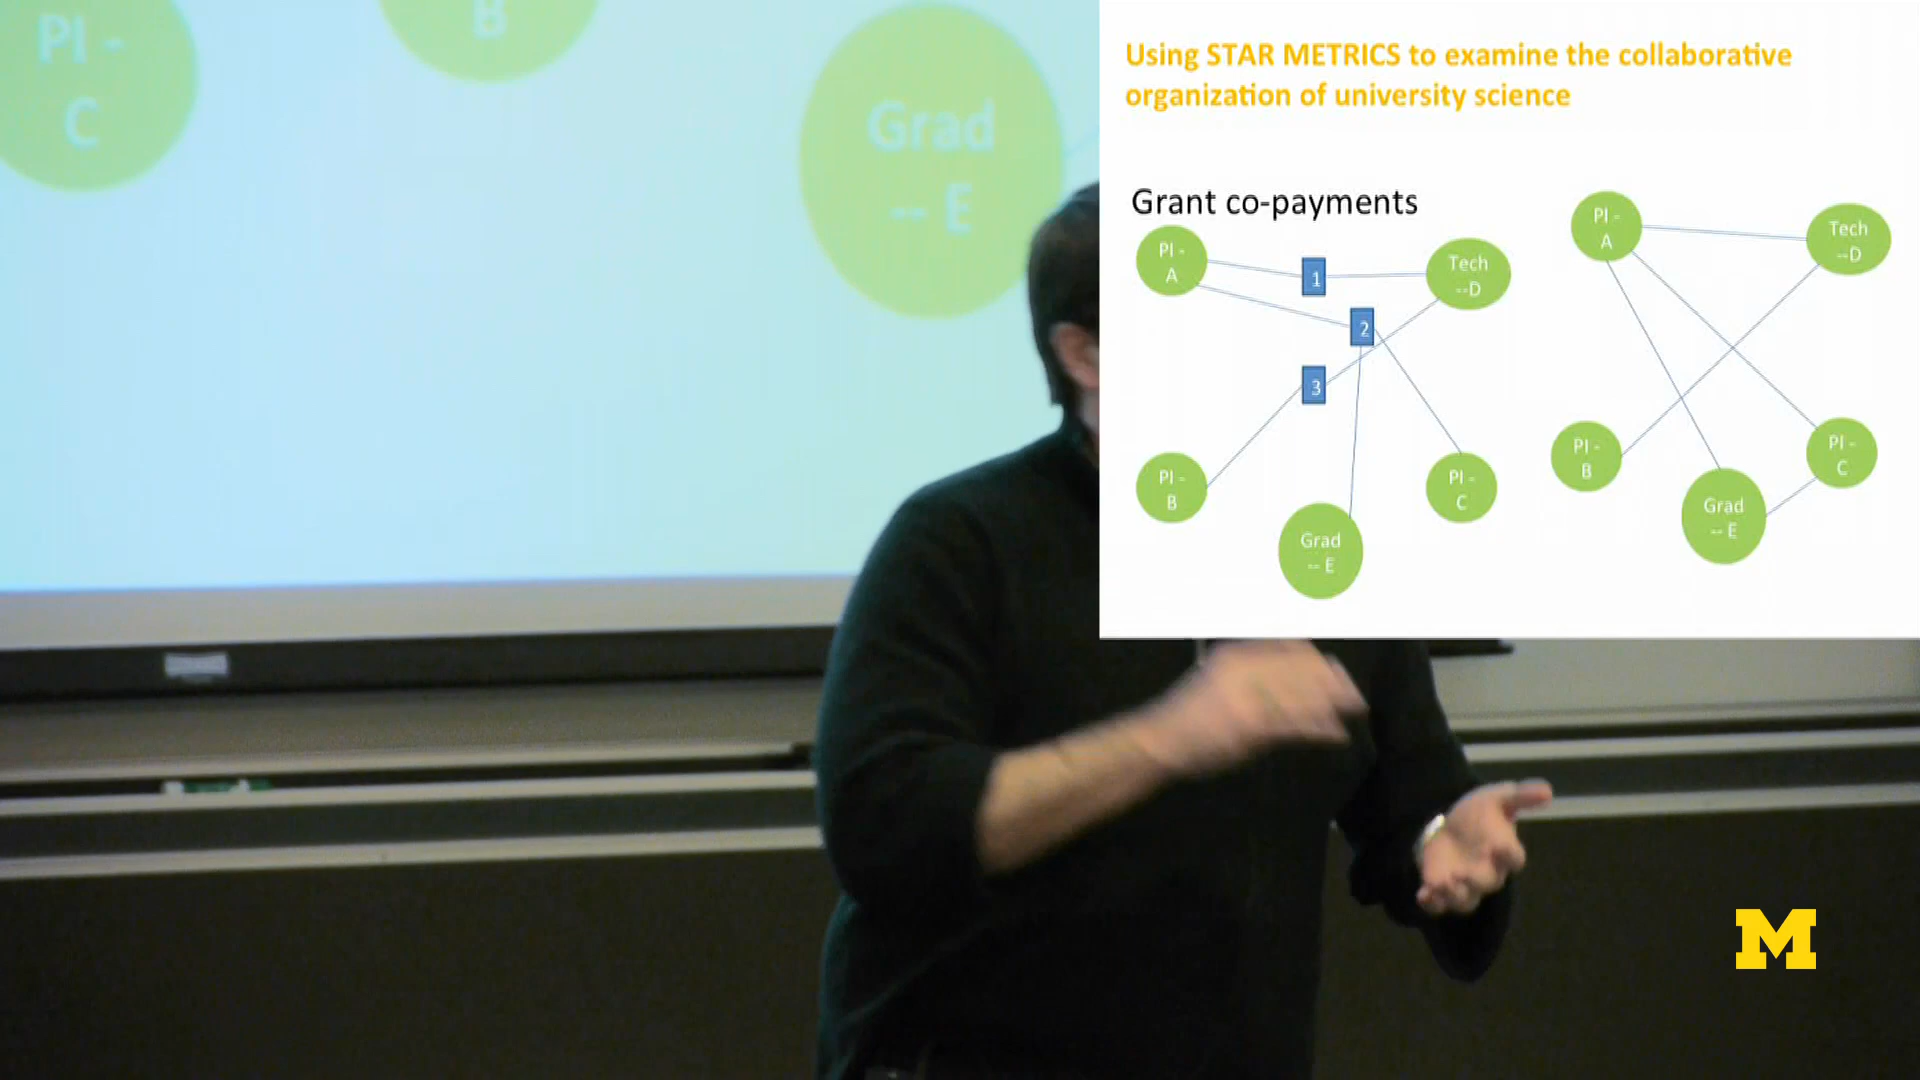 PI -
C
B
Grad
-- E
Using STAR METRICS to examine the collaborative
organization of university science
Grant co-payments
PI -
A
1
Tech
--D
2
3
PI -
B
Grad
-- E
PI -
C
PI -
A
Tech
--D
PI -
B
Grad
-- E
PI -
C
M